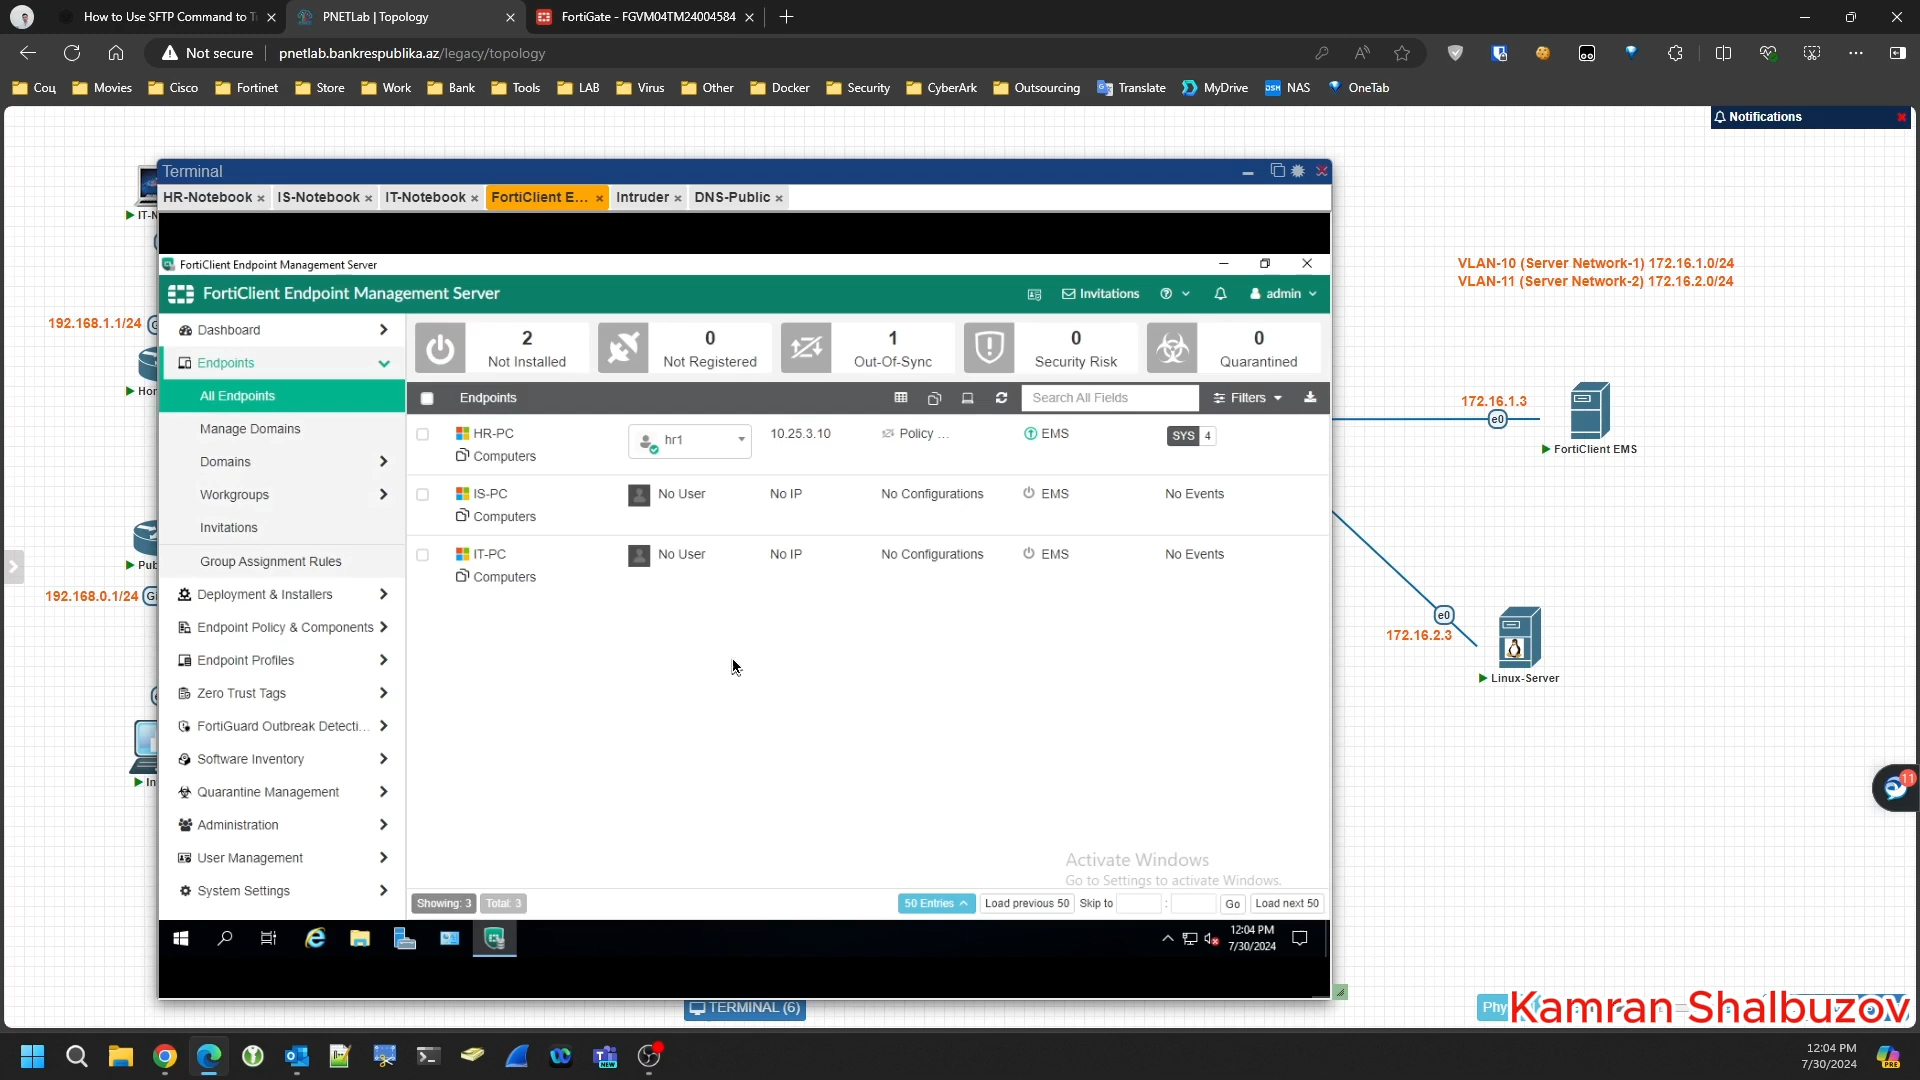 How to Use SFTP Command to
PNETLab | Topology
FortiGate - FGVM04TM24004584
Not secure
pnetlab.bankrespublika.az/legacy/topology
Соц
Movies
Cisco
Fortinet
Store
Work
Bank
Tools
LAB
Virus
Other
Docker
Security
CyberArk
Outsourcing
Translate
MyDrive
NAS
OneTab
Notifications
Terminal
HR-Notebook
IS-Notebook
IT-Notebook
FortiClient E...
Intruder
DNS-Public
FortiClient Endpoint Management Server
FortiClient Endpoint Management Server
Invitations
admin
Dashboard
Endpoints
All Endpoints
Manage Domains
Domains
Workgroups
Invitations
Group Assignment Rules
Deployment & Installers
Endpoint Policy & Components
Endpoint Profiles
Zero Trust Tags
FortiGuard Outbreak Detecti...
Software Inventory
Quarantine Management
Administration
User Management
System Settings
2
Not Installed
0
Not Registered
1
Out-Of-Sync
0
Security Risk
0
Quarantined
Endpoints
Search All Fields
Filters
HR-PC
Computers
hr1
10.25.3.10
Policy ...
EMS
SYS 4
IS-PC
Computers
No User
No IP
No Configurations
EMS
No Events
IT-PC
Computers
No User
No IP
No Configurations
EMS
No Events
Activate Windows
Go to Settings to activate Windows.
Showing: 3
Total: 3
50 Entries
Load previous 50
Skip to
:
Go
Load next 50
12:04 PM
7/30/2024
TERMINAL (6)
IT-N
192.168.1.1/24
Hor
Pub
192.168.0.1/24
In
VLAN-10 (Server Network-1) 172.16.1.0/24
VLAN-11 (Server Network-2) 172.16.2.0/24
172.16.1.3
e0
FortiClient EMS
e0
172.16.2.3
Linux-Server
11
Phy
Kamran Shalbuzov
12:04 PM
7/30/2024